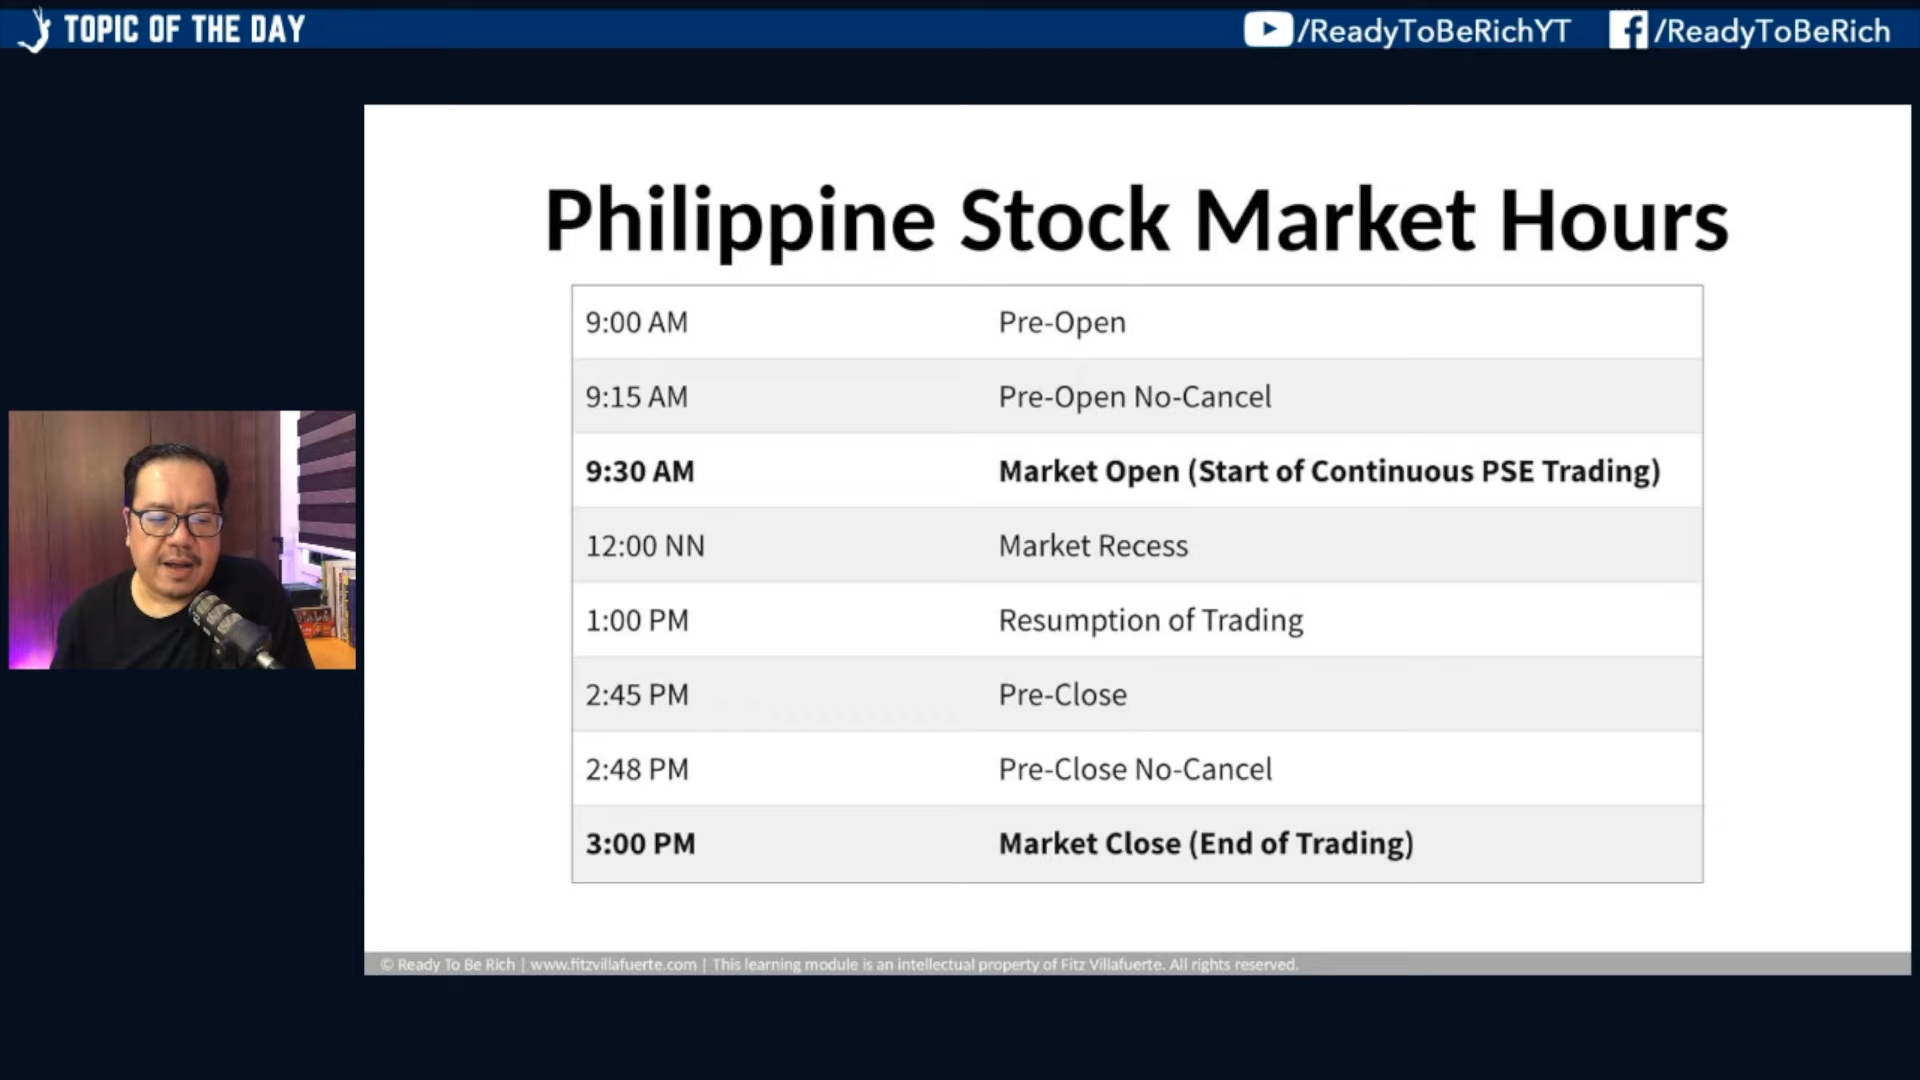 TOPIC OF THE DAY
/ReadyToBeRichYT
/ReadyToBeRich
Philippine Stock Market Hours
9:00 AM Pre-Open
9:15 AM Pre-Open No-Cancel
9:30 AM Market Open (Start of Continuous PSE Trading)
12:00 NN Market Recess
1:00 PM Resumption of Trading
2:45 PM Pre-Close
2:48 PM Pre-Close No-Cancel
3:00 PM Market Close (End of Trading)
© Ready To Be Rich | www.fitzvillafuerte.com | This learning module is an intellectual property of Fitz Villafuerte. All rights reserved.